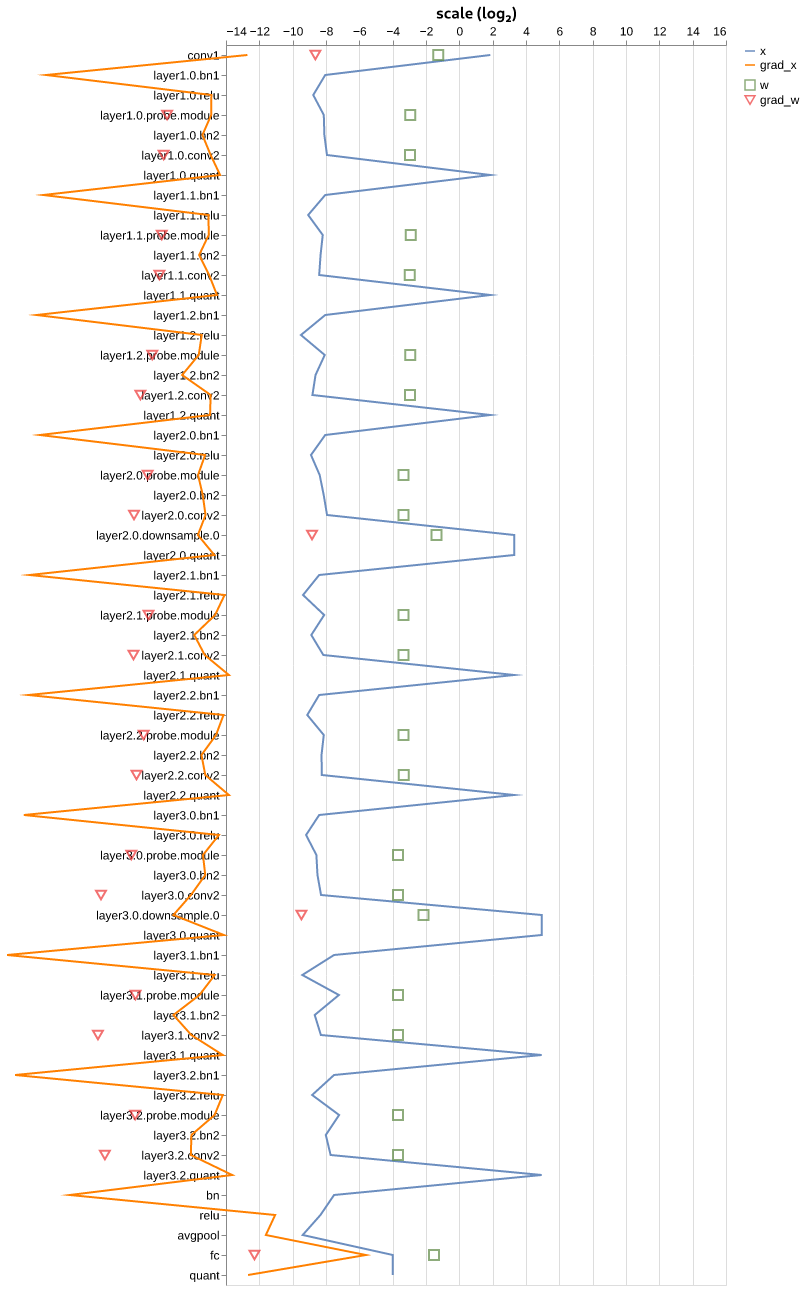 scale (log₂)
−14 −12 −10 −8 −6 −4 −2 0 2 4 6 8 10 12 14 16
x
grad_x
w
grad_w
conv1
layer1.0.bn1
layer1.0.relu
layer1.0.probe.module
layer1.0.bn2
layer1.0.conv2
layer1.0.quant
layer1.1.bn1
layer1.1.relu
layer1.1.probe.module
layer1.1.bn2
layer1.1.conv2
layer1.1.quant
layer1.2.bn1
layer1.2.relu
layer1.2.probe.module
layer1.2.bn2
layer1.2.conv2
layer1.2.quant
layer2.0.bn1
layer2.0.relu
layer2.0.probe.module
layer2.0.bn2
layer2.0.conv2
layer2.0.downsample.0
layer2.0.quant
layer2.1.bn1
layer2.1.relu
layer2.1.probe.module
layer2.1.bn2
layer2.1.conv2
layer2.1.quant
layer2.2.bn1
layer2.2.relu
layer2.2.probe.module
layer2.2.bn2
layer2.2.conv2
layer2.2.quant
layer3.0.bn1
layer3.0.relu
layer3.0.probe.module
layer3.0.bn2
layer3.0.conv2
layer3.0.downsample.0
layer3.0.quant
layer3.1.bn1
layer3.1.relu
layer3.1.probe.module
layer3.1.bn2
layer3.1.conv2
layer3.1.quant
layer3.2.bn1
layer3.2.relu
layer3.2.probe.module
layer3.2.bn2
layer3.2.conv2
layer3.2.quant
bn
relu
avgpool
fc
quant